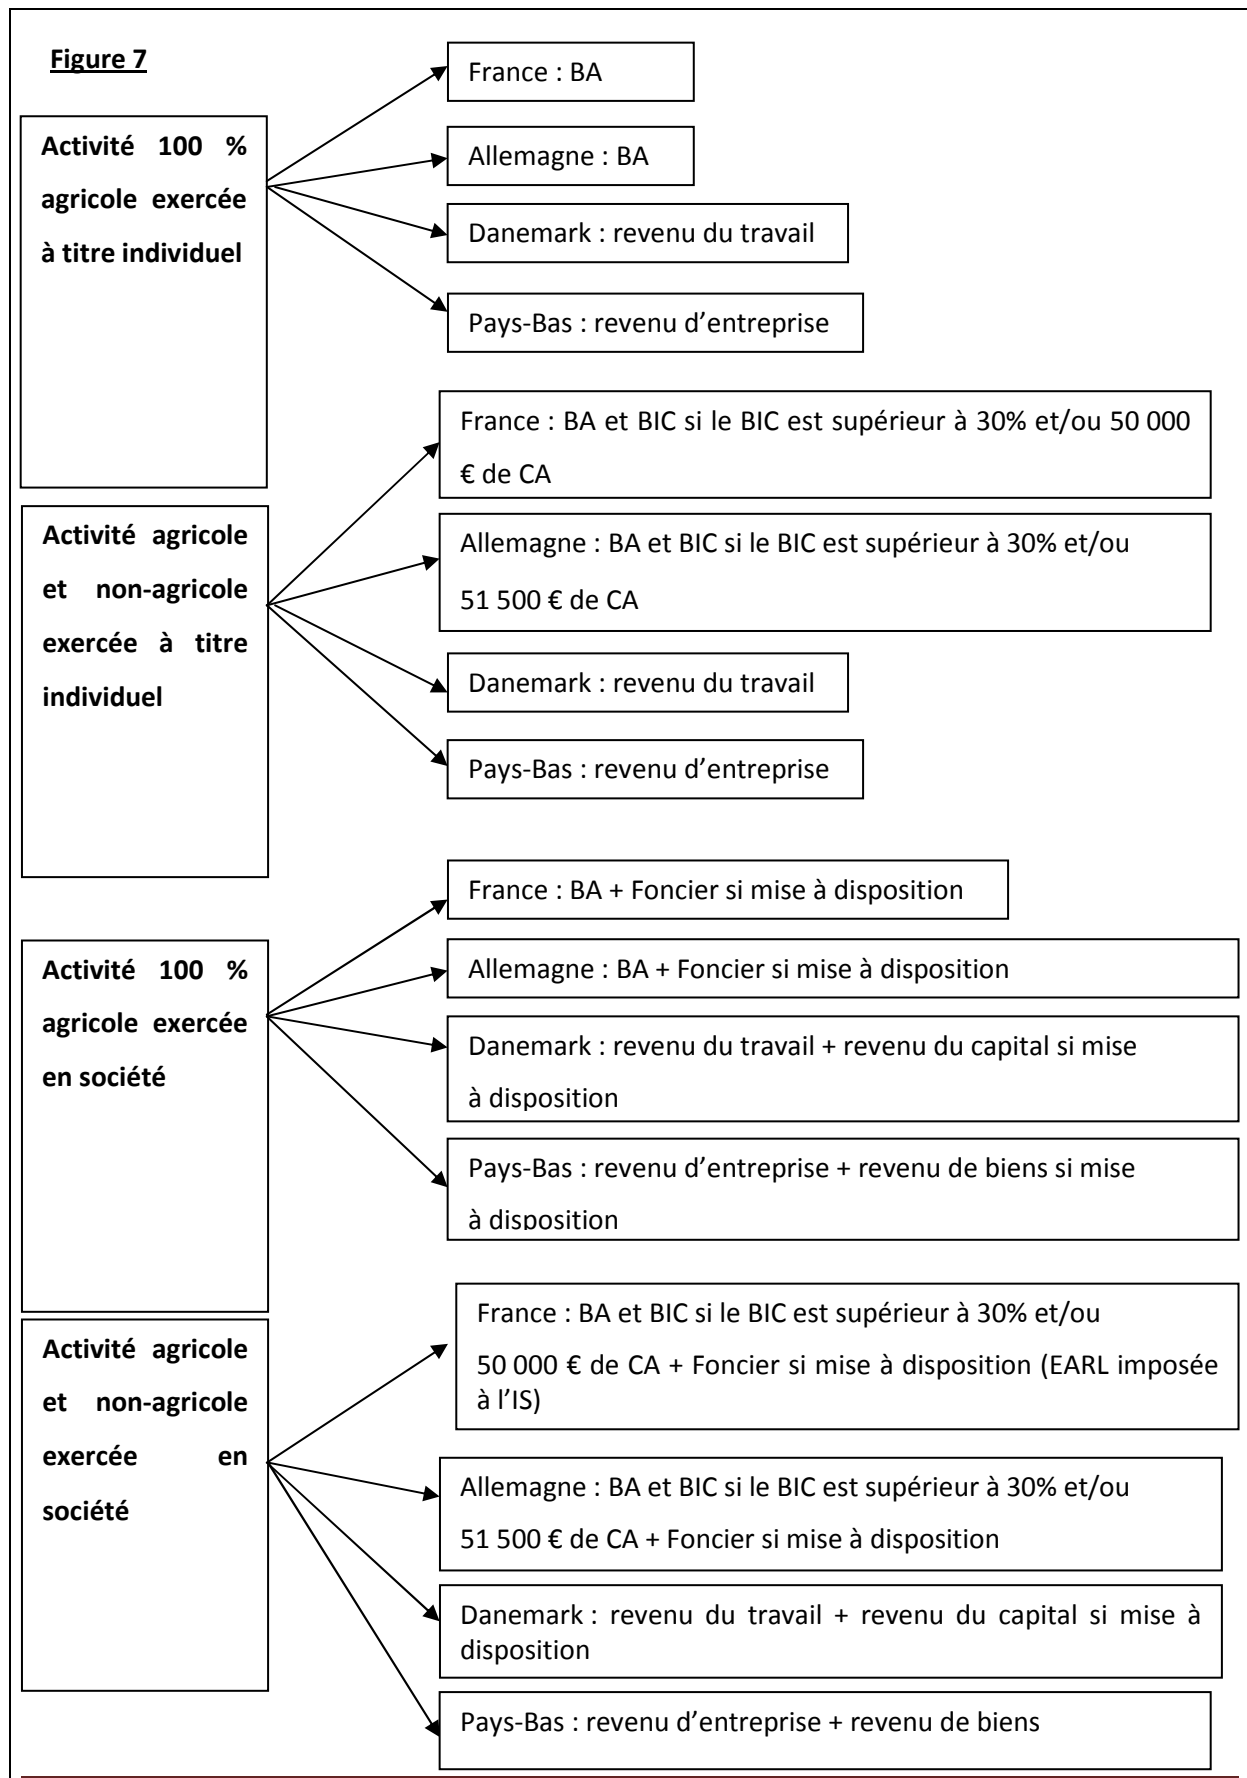 Figure 7
France : BA
Activité 100 %
agricole exercée
à titre individuel
Allemagne : BA
Danemark : revenu du travail
Pays-Bas : revenu d’entreprise
France : BA et BIC si le BIC est supérieur à 30% et/ou 50 000
€ de CA
Activité agricole
et non-agricole
exercée à titre
individuel
Allemagne : BA et BIC si le BIC est supérieur à 30% et/ou
51 500 € de CA
Danemark : revenu du travail
Pays-Bas : revenu d’entreprise
France : BA + Foncier si mise à disposition
Activité 100 %
agricole exercée
en société
Allemagne : BA + Foncier si mise à disposition
Danemark : revenu du travail + revenu du capital si mise
à disposition
Pays-Bas : revenu d’entreprise + revenu de biens si mise
à disposition
France : BA et BIC si le BIC est supérieur à 30% et/ou
50 000 € de CA + Foncier si mise à disposition (EARL imposée
à l’IS)
Activité agricole
et non-agricole
exercée en
société
Allemagne : BA et BIC si le BIC est supérieur à 30% et/ou
51 500 € de CA + Foncier si mise à disposition
Danemark : revenu du travail + revenu du capital si mise à
disposition
Pays-Bas : revenu d’entreprise + revenu de biens